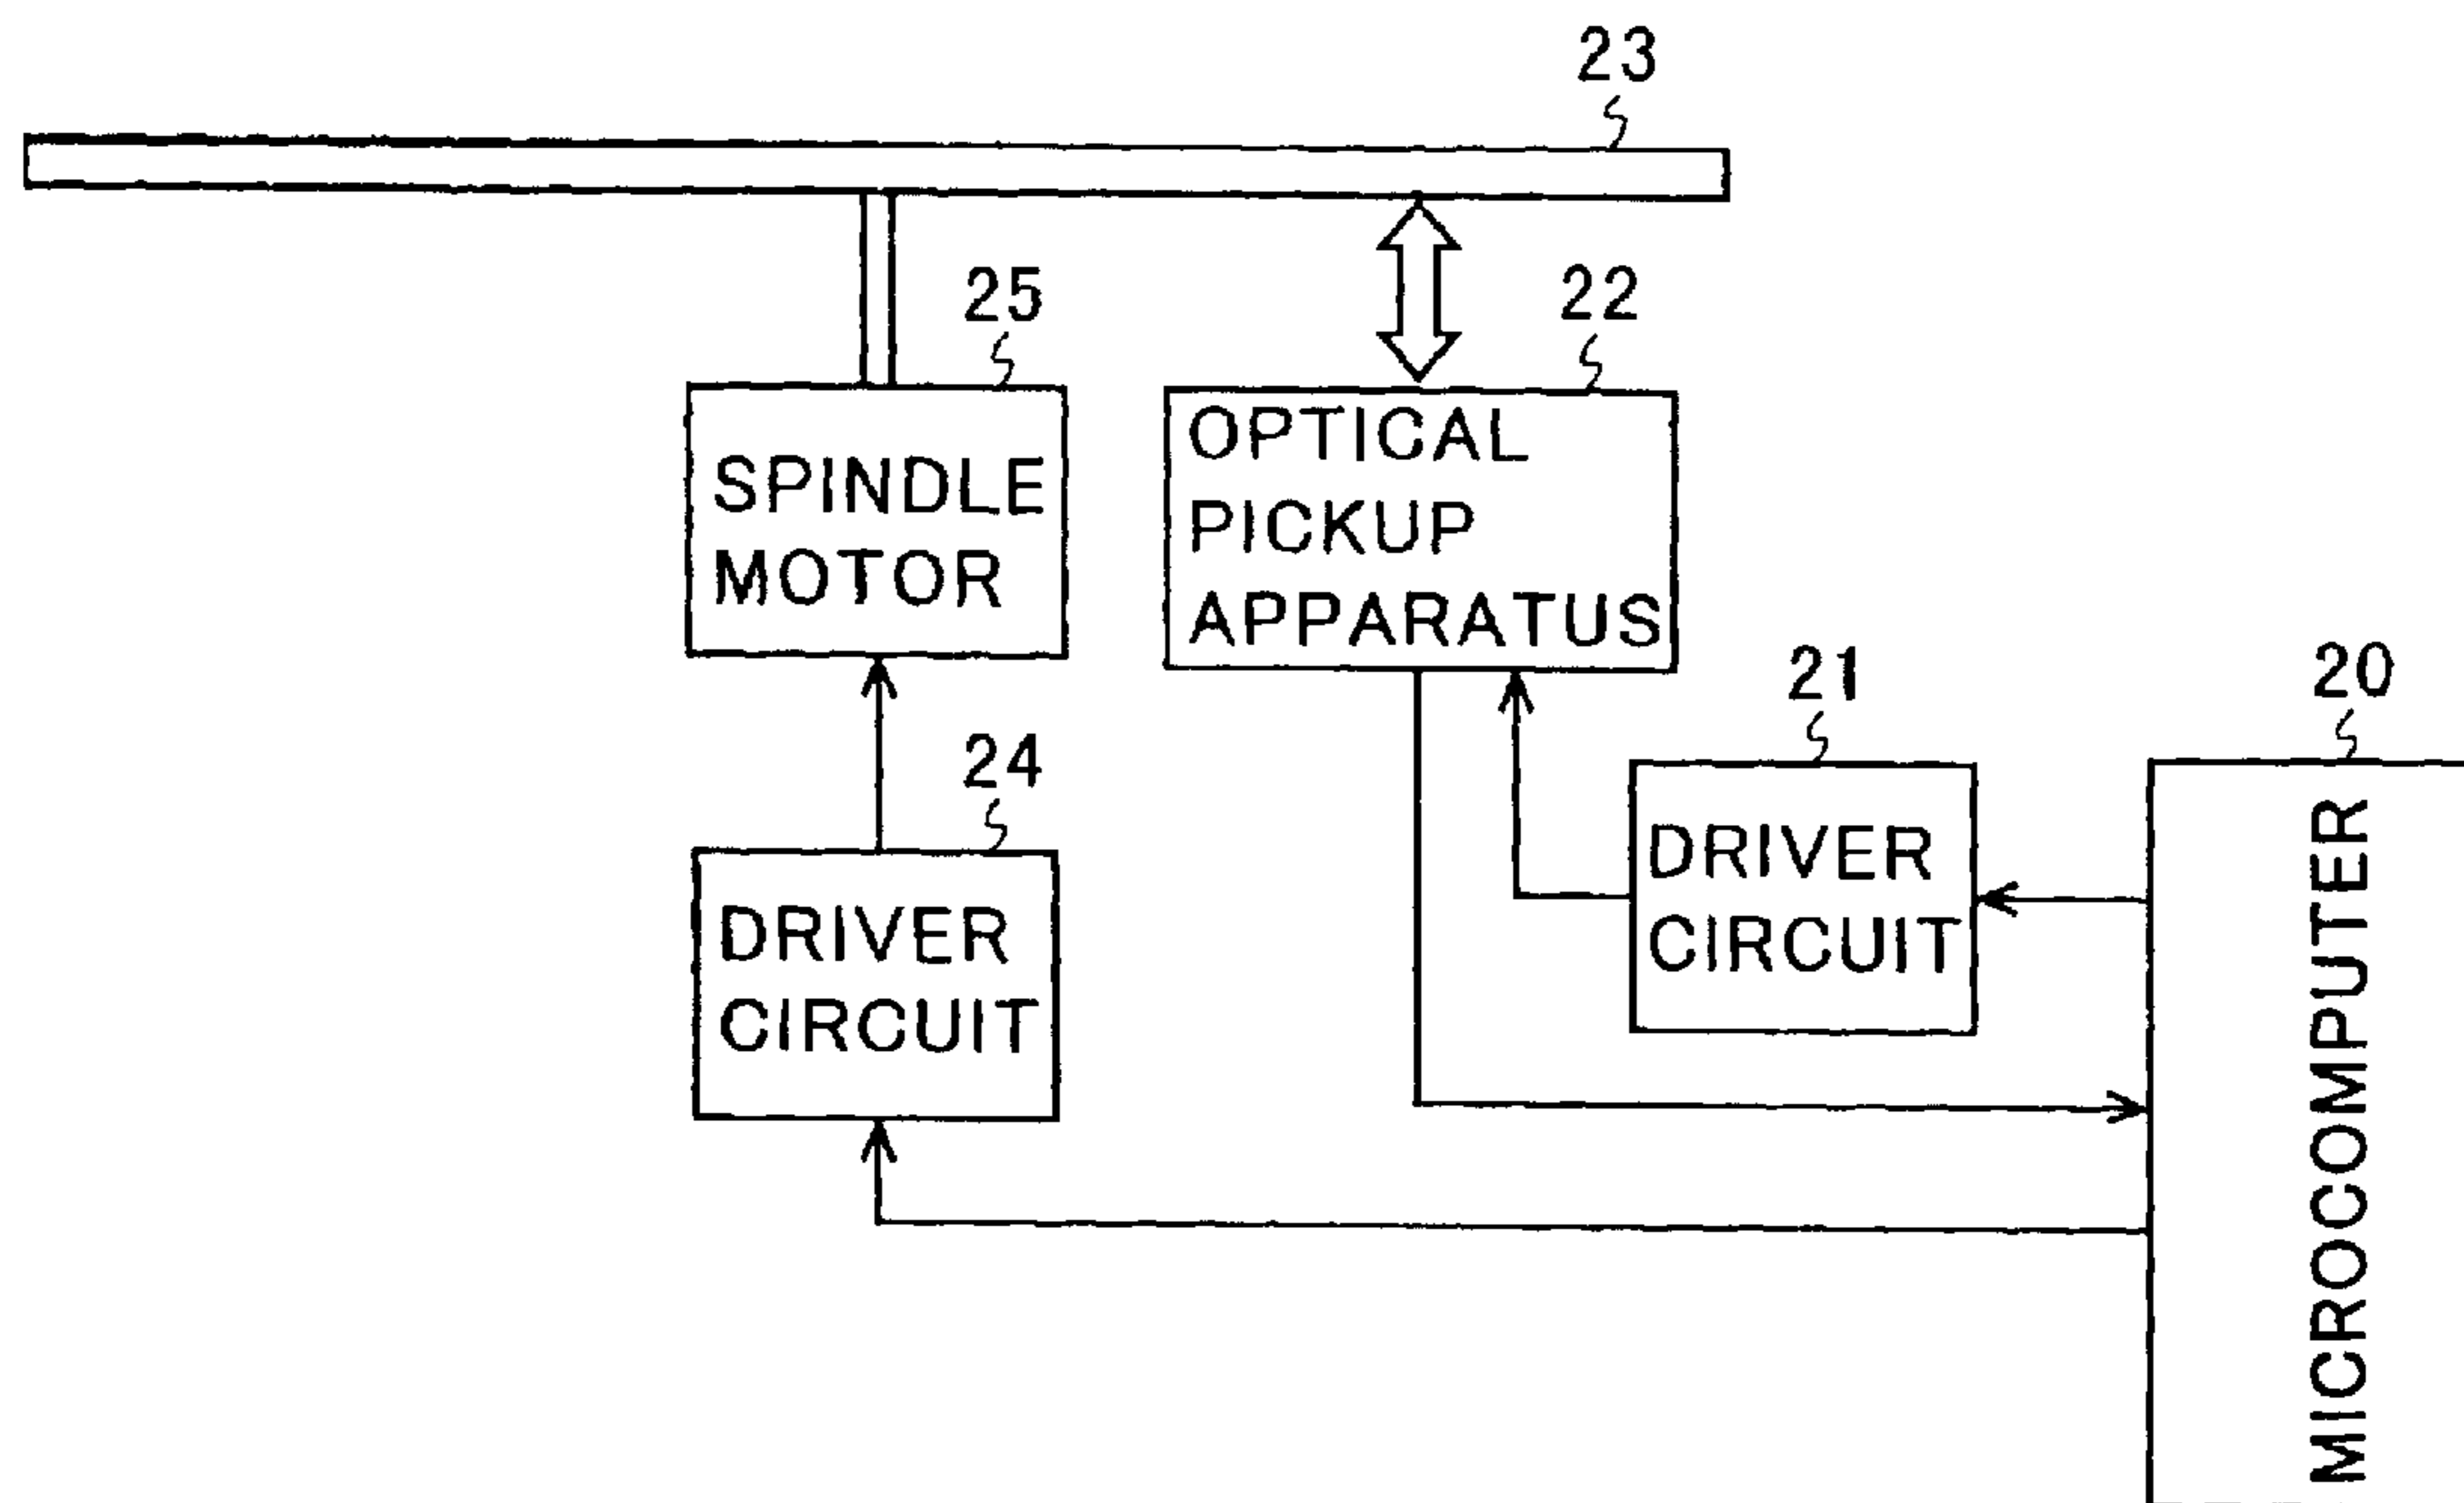 23
25
22
SPINDLE
MOTOR
OPTICAL
PICKUP
APPARATUS
21
20
24
DRIVER
CIRCUIT
DRIVER
CIRCUIT
MICROCOMPUTER